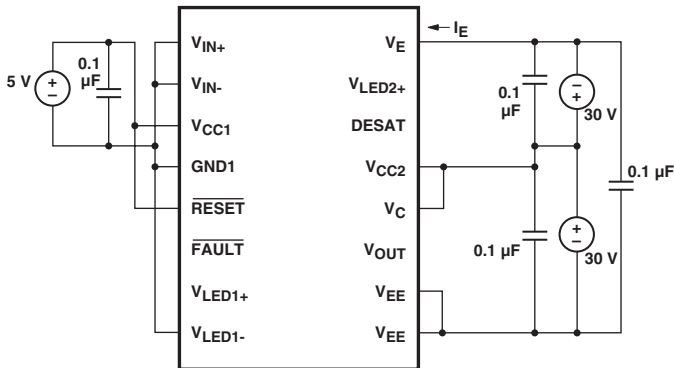 I_E
V_IN+
V_E
0.1 µF
5 V
V_IN-
V_LED2+
0.1 µF
30 V
V_CC1
DESAT
GND1
V_CC2
0.1 µF
RESET
V_C
FAULT
V_OUT
0.1 µF
30 V
V_LED1+
V_EE
V_LED1-
V_EE